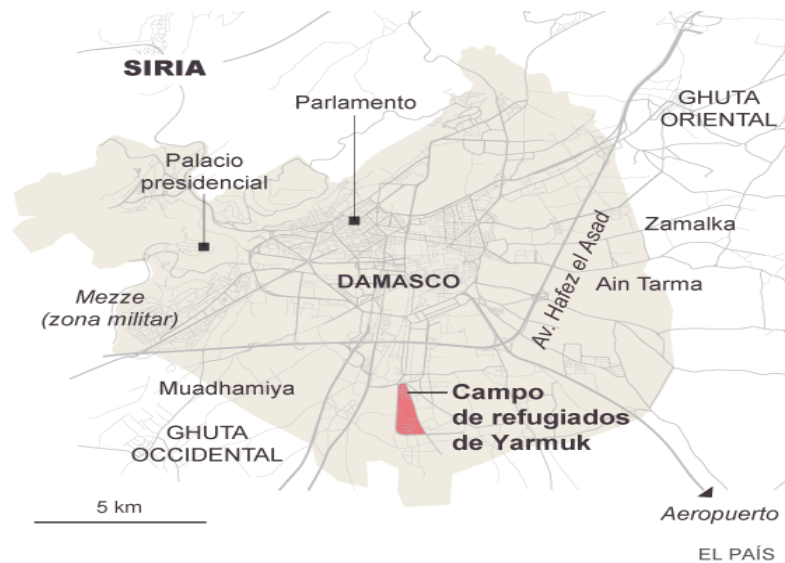 SIRIA
Parlamento
GHUTA
ORIENTAL
Palacio
presidencial
Zamalka
DAMASCO
Av. Hafez el Asad
Ain Tarma
Mezze
(zona militar)
Muadhamiya
Campo
de refugiados
de Yarmuk
GHUTA
OCCIDENTAL
5 km
Aeropuerto
EL PAÍS